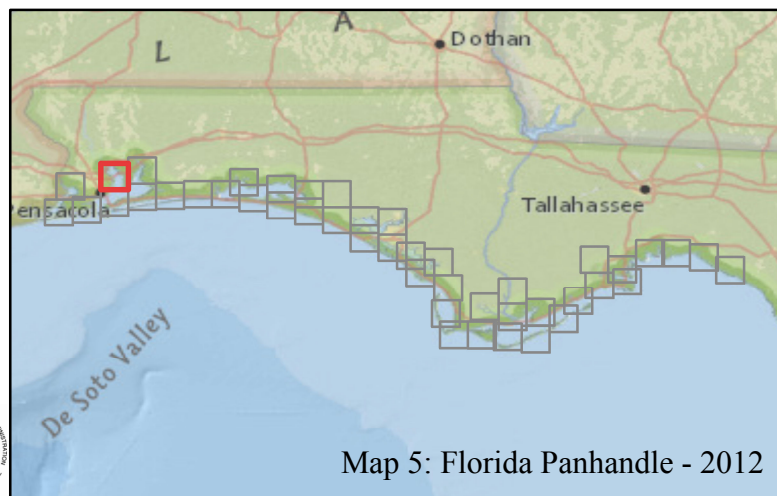 L A
Dothan
Pensacola
Tallahassee
De Soto Valley
Map 5: Florida Panhandle - 2012